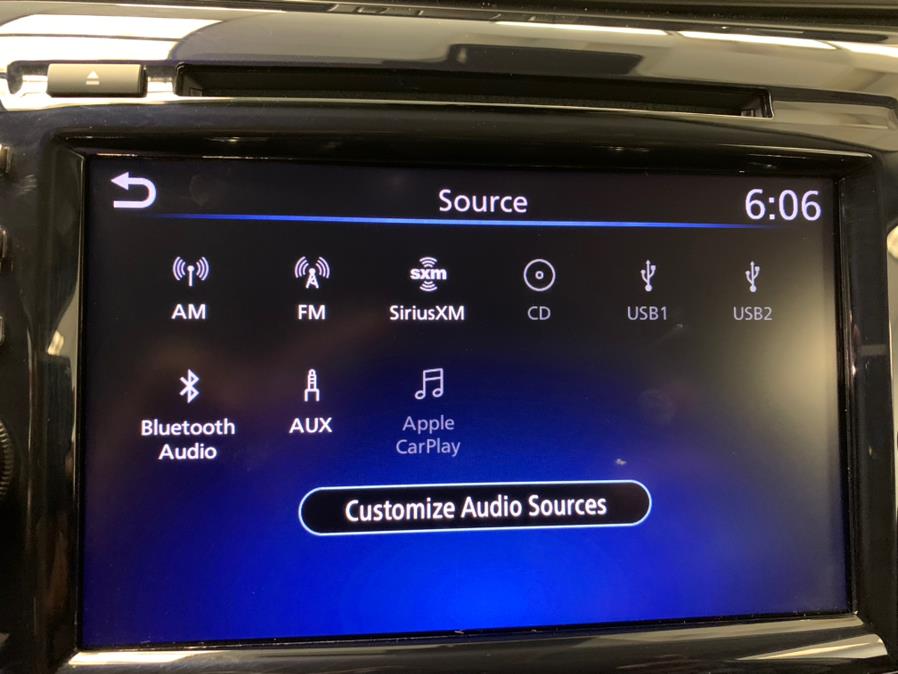 Source
6:06
sxm
AM
FM
SiriusXM
CD
USB1
USB2
Bluetooth
Audio
AUX
Apple
CarPlay
Customize Audio Sources